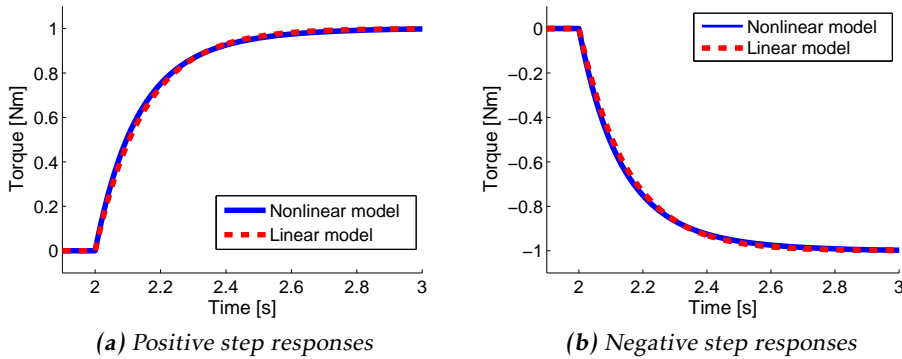 1
0.8
0.6
0.4
0.2
0
Torque [Nm]
Nonlinear model
Linear model
2 2.2 2.4 2.6 2.8 3
Time [s]
(a) Positive step responses
−0
−0.2
−0.4
−0.6
−0.8
−1
Torque [Nm]
Nonlinear model
Linear model
2 2.2 2.4 2.6 2.8 3
Time [s]
(b) Negative step responses